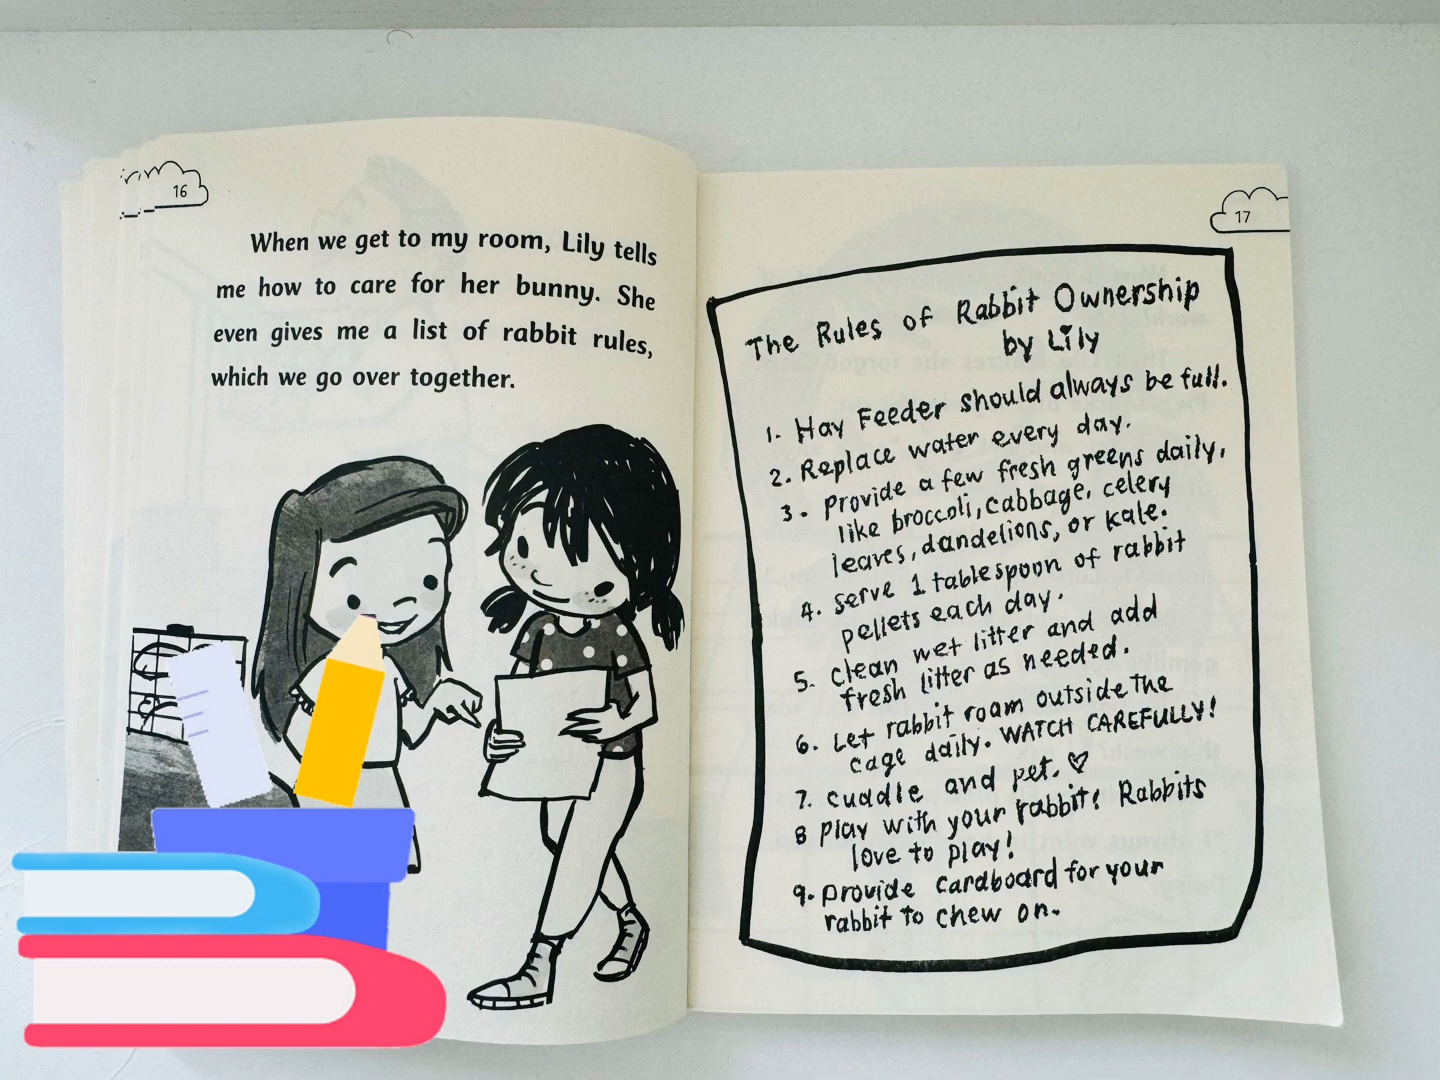 16
When we get to my room, Lily tells
me how to care for her bunny. She
even gives me a list of rabbit rules,
which we go over together.
17
The Rules of Rabbit Ownership
by Lily
1. Hay Feeder should always be full.
2. Replace water every day.
3. Provide a few fresh greens daily,
like broccoli, cabbage, celery
leaves, dandelions, or kale.
4. Serve 1 tablespoon of rabbit
pellets each day.
5. Clean wet litter and add
fresh litter as needed.
6. Let rabbit roam outside the
cage daily. WATCH CAREFULLY!
7. Cuddle and pet. ♡
8 Play with your rabbit! Rabbits
love to play!
9. Provide cardboard for your
rabbit to chew on.